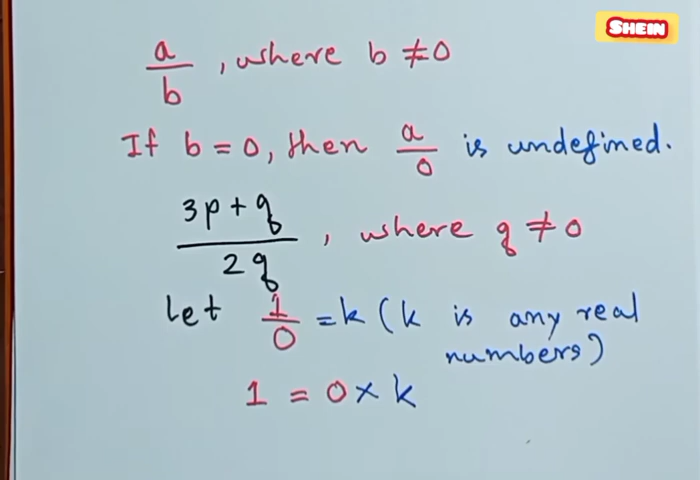 SHEIN
a/b, where b ≠ 0
If b = 0, then a/0 is undefined.
3p + q / 2q, where q ≠ 0
Let 1/0 = k (k is any real
numbers)
1 = 0 × k